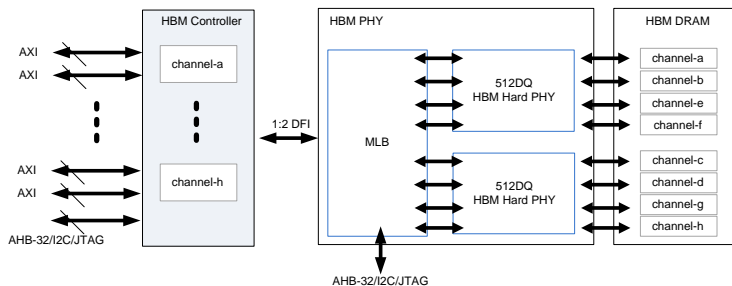 HBM Controller
AXI
AXI
channel-a
AXI
AXI
channel-h
AHB-32/I2C/JTAG
1:2 DFI
HBM PHY
MLB
512DQ
HBM Hard PHY
512DQ
HBM Hard PHY
AHB-32/I2C/JTAG
HBM DRAM
channel-a
channel-b
channel-e
channel-f
channel-c
channel-d
channel-g
channel-h